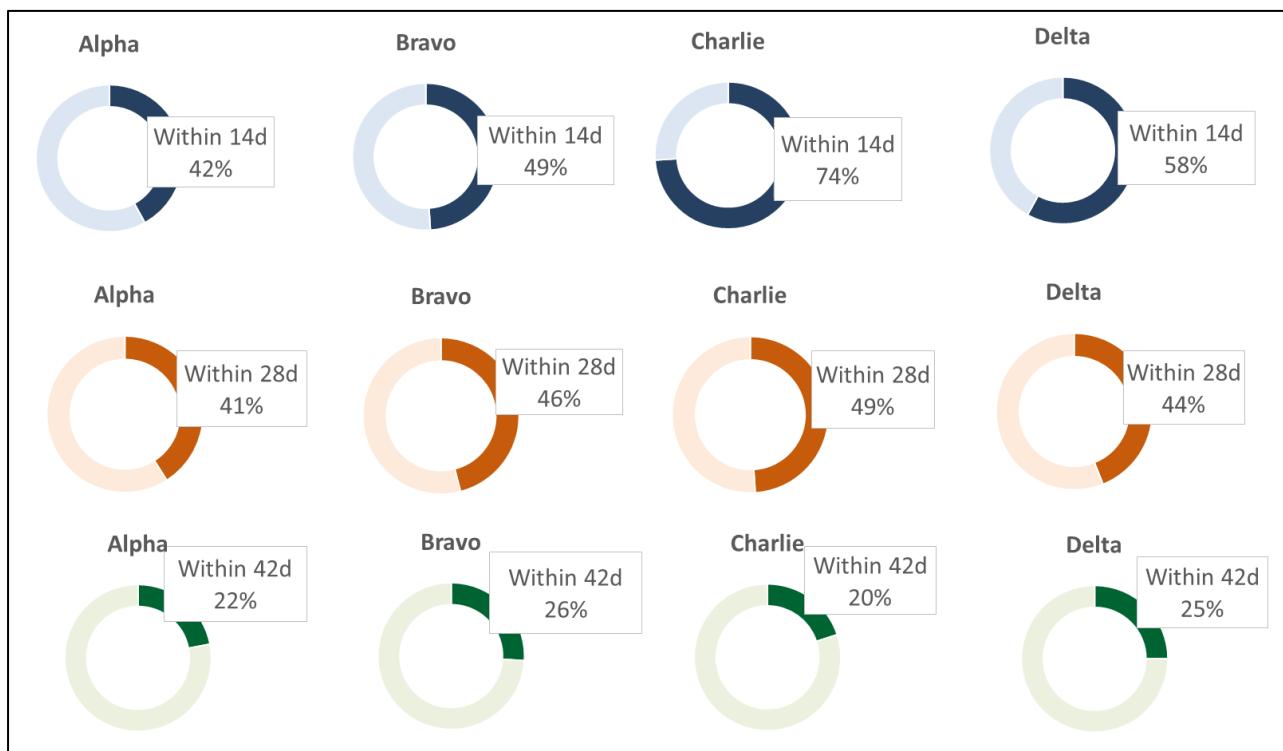 Alpha
Bravo
Charlie
Delta
Within 14d
42%
Within 14d
49%
Within 14d
74%
Within 14d
58%
Alpha
Bravo
Charlie
Delta
Within 28d
41%
Within 28d
46%
Within 28d
49%
Within 28d
44%
Alpha
Bravo
Charlie
Delta
Within 42d
22%
Within 42d
26%
Within 42d
20%
Within 42d
25%